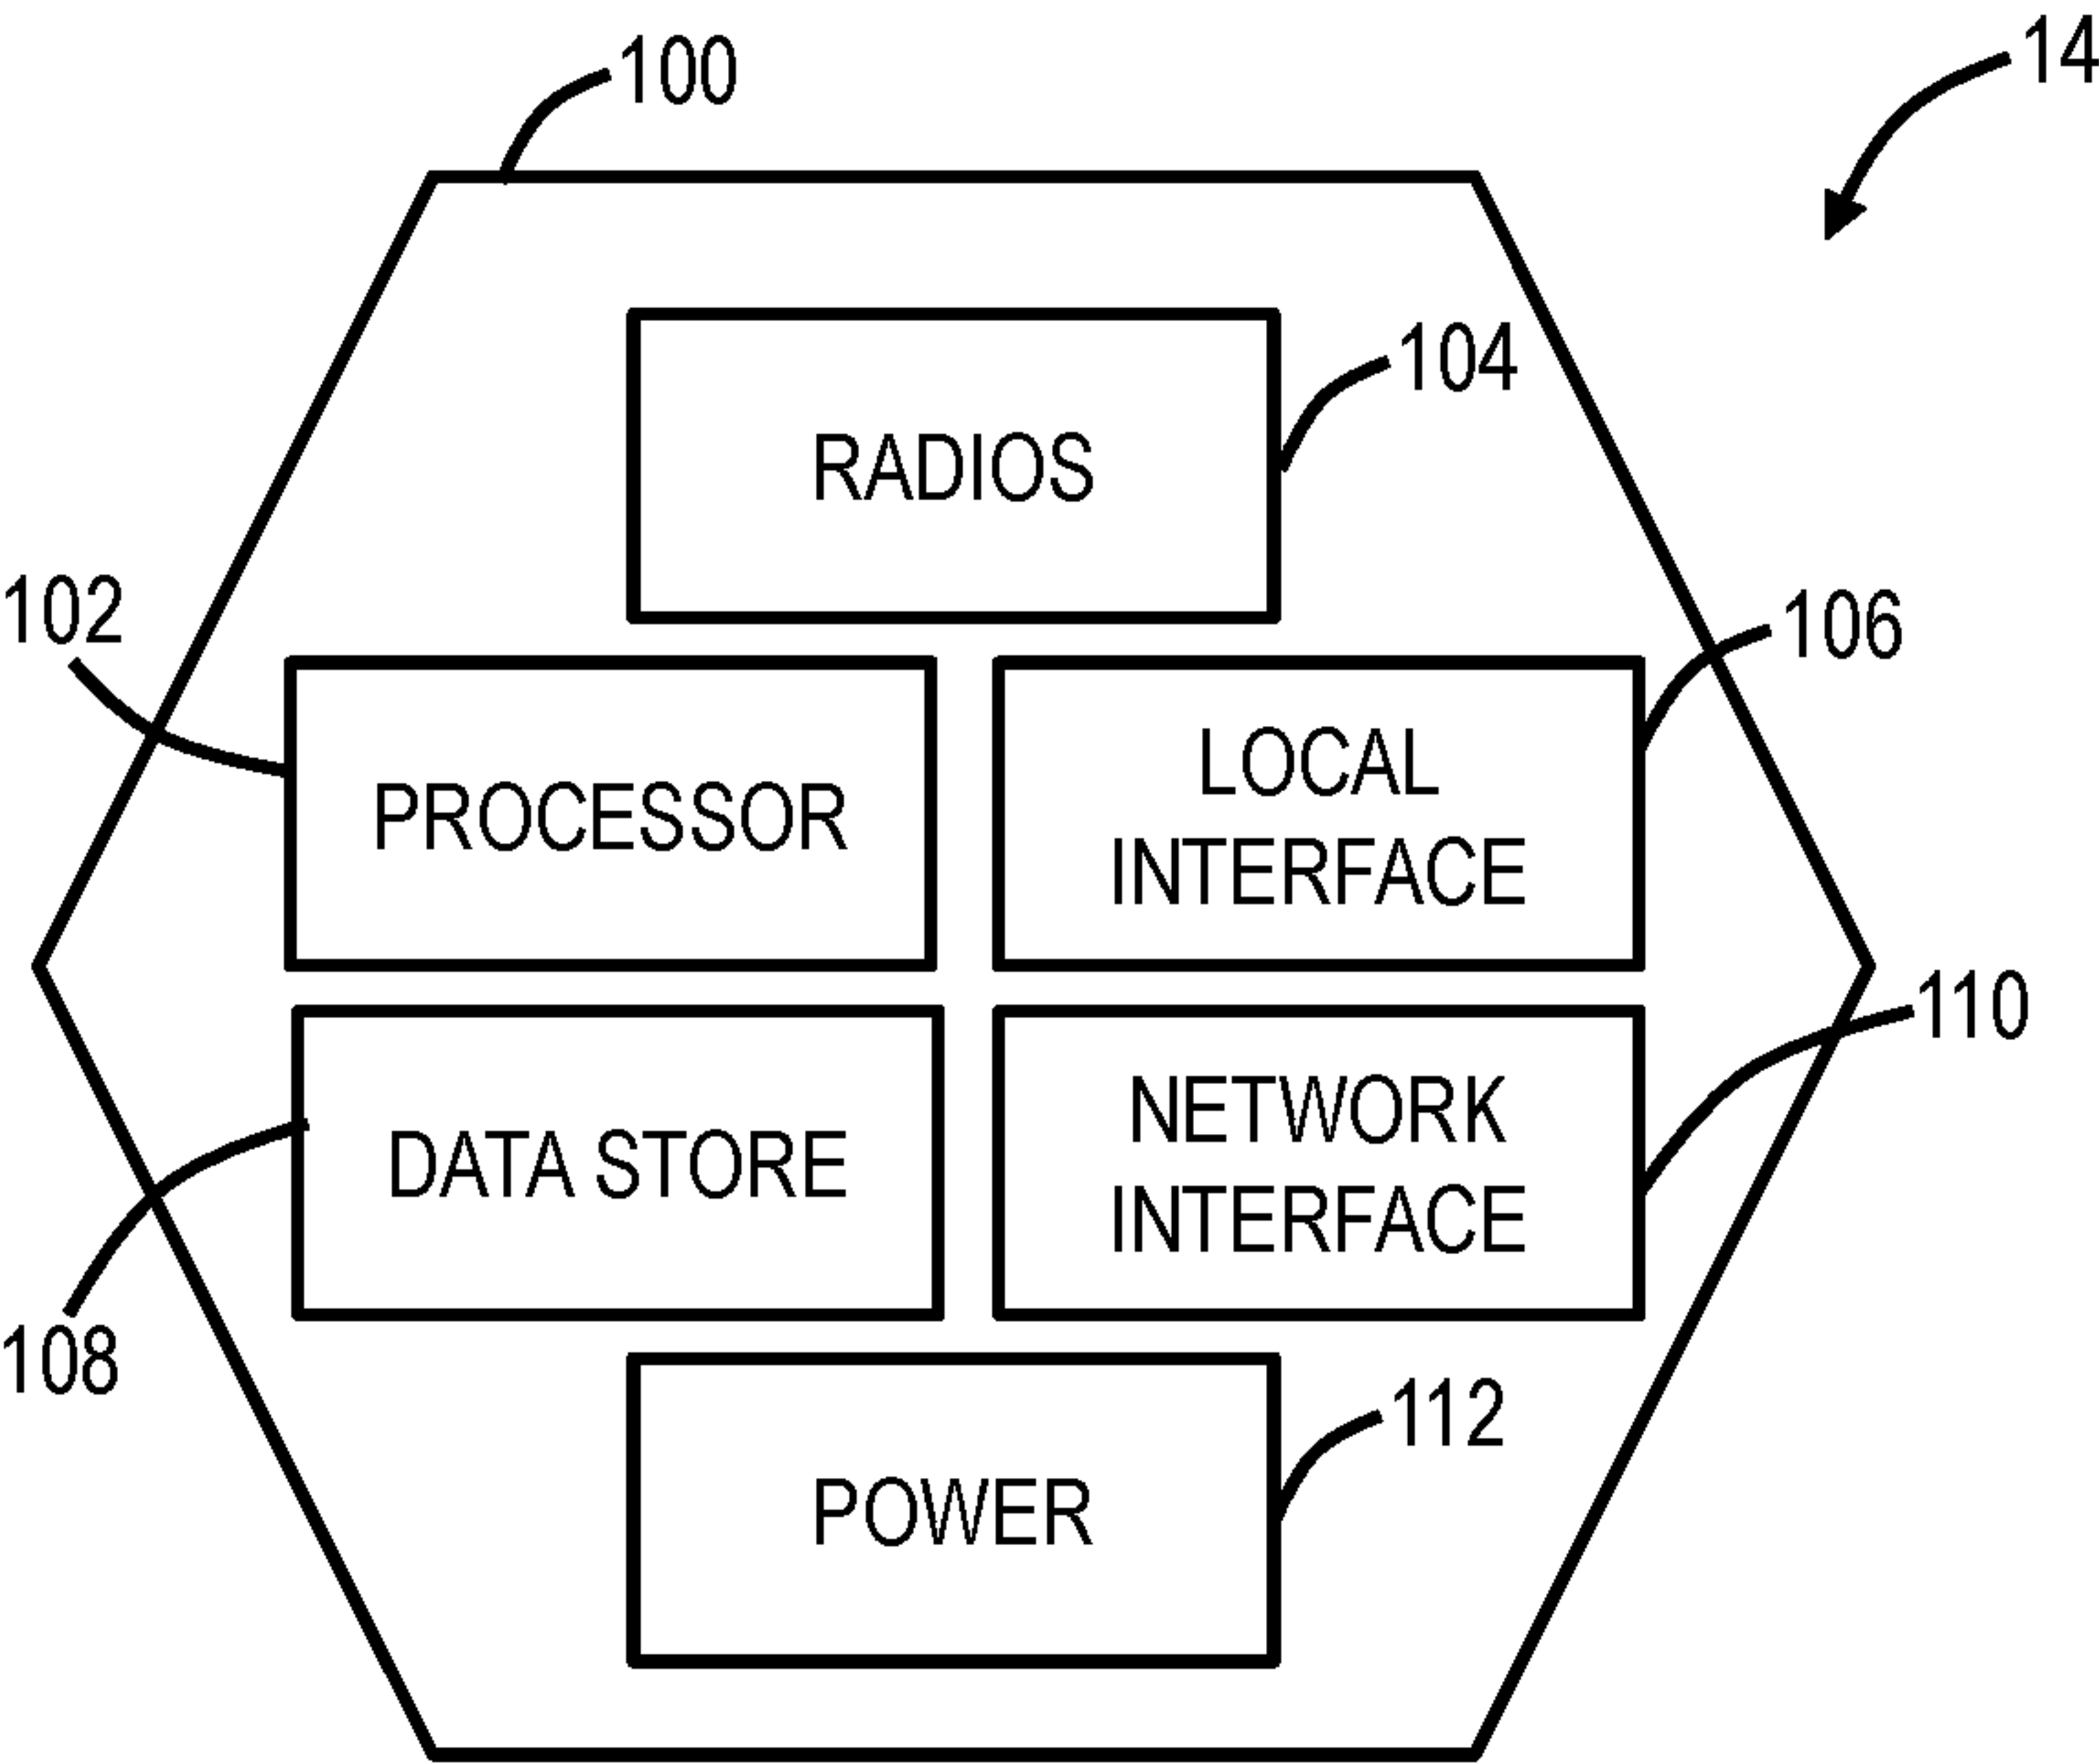 100
14
104
RADIOS
102
106
PROCESSOR
LOCAL
INTERFACE
110
DATA STORE
NETWORK
INTERFACE
108
112
POWER